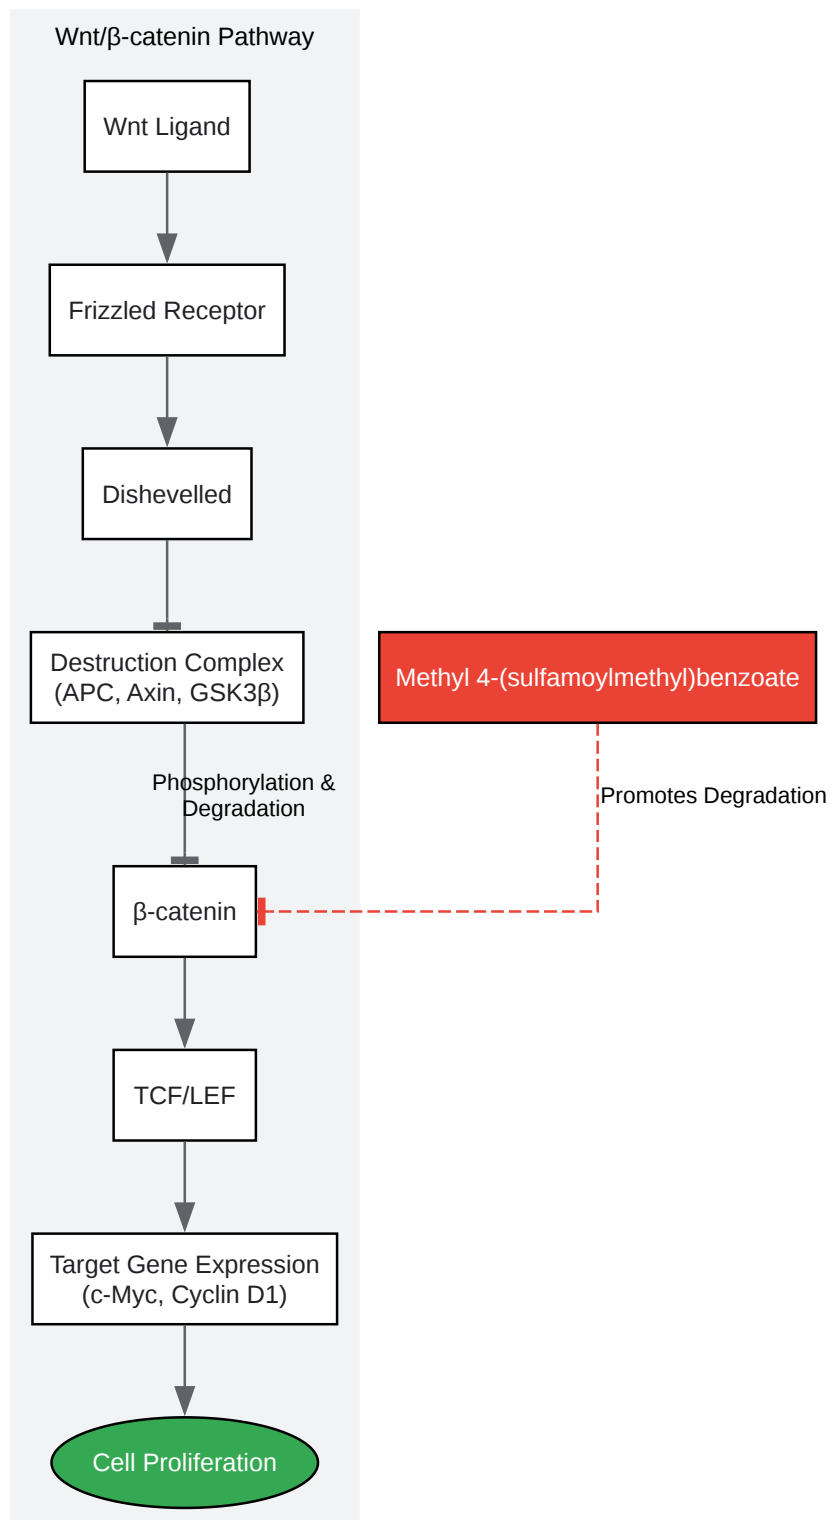 Wnt/β-catenin Pathway
Wnt Ligand
Frizzled Receptor
Dishevelled
Destruction Complex
(APC, Axin, GSK3β)
Methyl 4-(sulfamoylmethyl)benzoate
Phosphorylation &
Degradation
Promotes Degradation
β-catenin
TCF/LEF
Target Gene Expression
(c-Myc, Cyclin D1)
Cell Proliferation